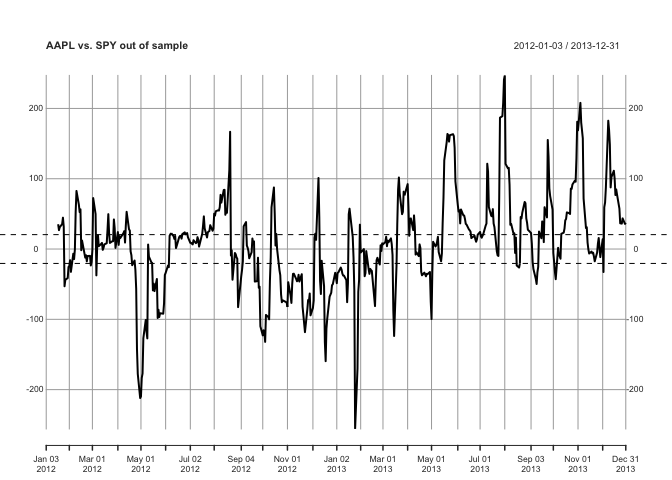 AAPL vs. SPY out of sample 2012-01-03 / 2013-12-31
200 200
100 100
0 0
-100 -100
-200 -200
Jan 03 Mar 01 May 01 Jul 02 Sep 04 Nov 01 Jan 02 Mar 01 May 01 Jul 01 Sep 03 Nov 01 Dec 31
2012 2012 2012 2012 2012 2012 2013 2013 2013 2013 2013 2013 2013